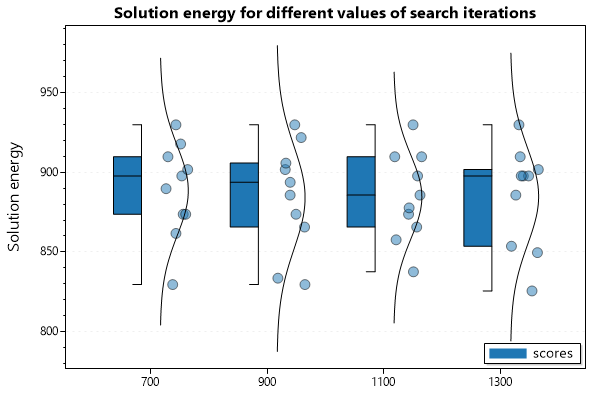 Solution energy for different values of search iterations
Solution energy
950
900
850
800
700
900
1100
1300
scores